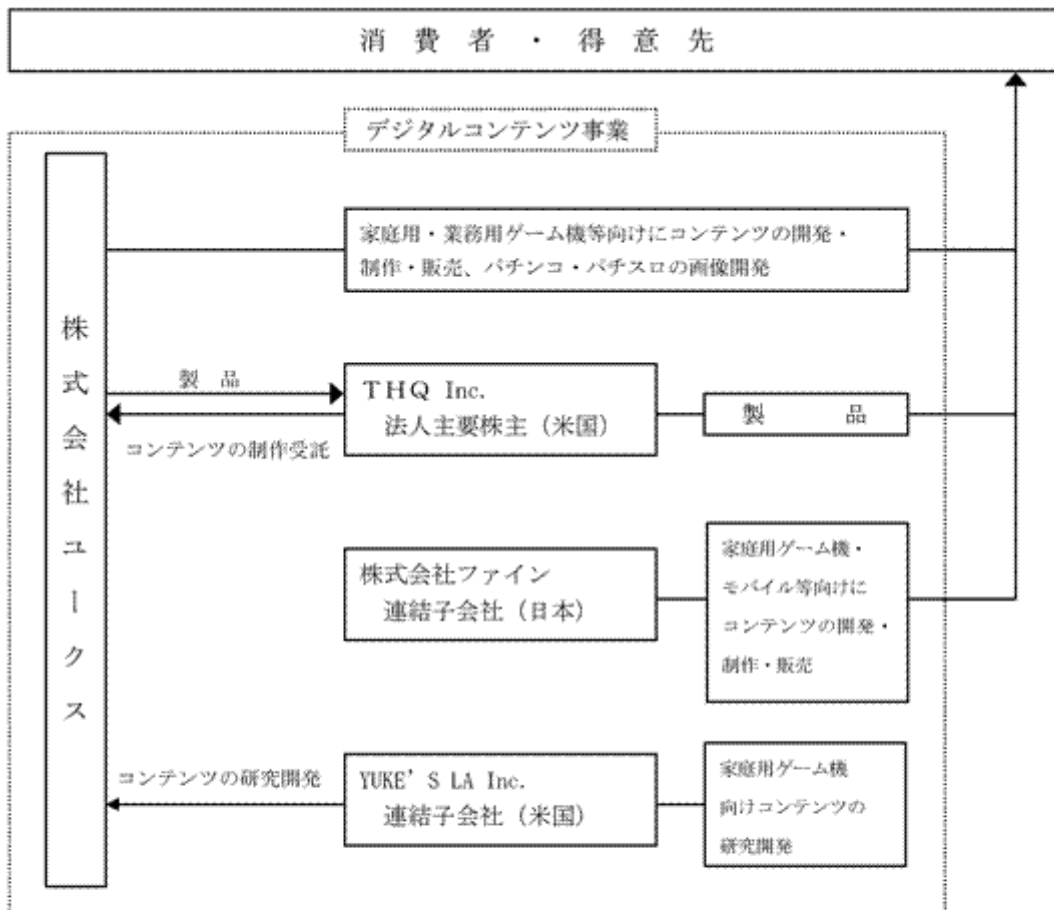 消費者・得意先
デジタルコンテンツ事業
株式会社ユークス
家庭用・業務用ゲーム機等向けにコンテンツの開発・
制作・販売、パチンコ・パチスロの画像開発
製品
コンテンツの制作受託
THQ Inc.
法人主要株主（米国）
製品
株式会社ファイン
連結子会社（日本）
家庭用ゲーム機・
モバイル等向けに
コンテンツの開発・
制作・販売
コンテンツの研究開発
YUKE'S LA Inc.
連結子会社（米国）
家庭用ゲーム機
向けコンテンツの
研究開発